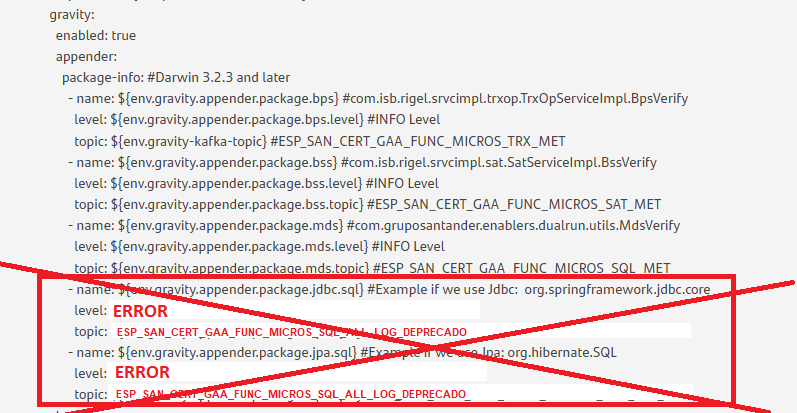 gravity:
enabled: true
appender:
package-info: #Darwin 3.2.3 and later
- name: ${env.gravity.appender.package.bps} #com.isb.rigel.srvcimpl.trxop.TrxOpServiceImpl.BpsVerify
level: ${env.gravity.appender.package.bps.level} #INFO Level
topic: ${env.gravity-kafka-topic} #ESP_SAN_CERT_GAA_FUNC_MICROS_TRX_MET
- name: ${env.gravity.appender.package.bss} #com.isb.rigel.srvcimpl.sat.SatServiceImpl.BssVerify
level: ${env.gravity.appender.package.bss.level} #INFO Level
topic: ${env.gravity.appender.package.bss.topic} #ESP_SAN_CERT_GAA_FUNC_MICROS_SAT_MET
- name: ${env.gravity.appender.package.mds} #com.gruposantander.enablers.dualrun.utils.MdsVerify
level: ${env.gravity.appender.package.mds.level} #INFO Level
topic: ${env.gravity.appender.package.mds.topic} #ESP_SAN_CERT_GAA_FUNC_MICROS_SQL_MET
- name: ${env.gravity.appender.package.jdbc.sql} #Example if we use Jdbc: org.springframework.jdbc.core
level: ERROR
topic: ESP_SAN_CERT_GAA_FUNC_MICROS_SQL_ALL_LOG_DEPRECADO
- name: ${env.gravity.appender.package.jpa.sql} #Example if we use Jpa: org.hibernate.SQL
level: ERROR
topic: ESP_SAN_CERT_GAA_FUNC_MICROS_SQL_ALL_LOG_DEPRECADO